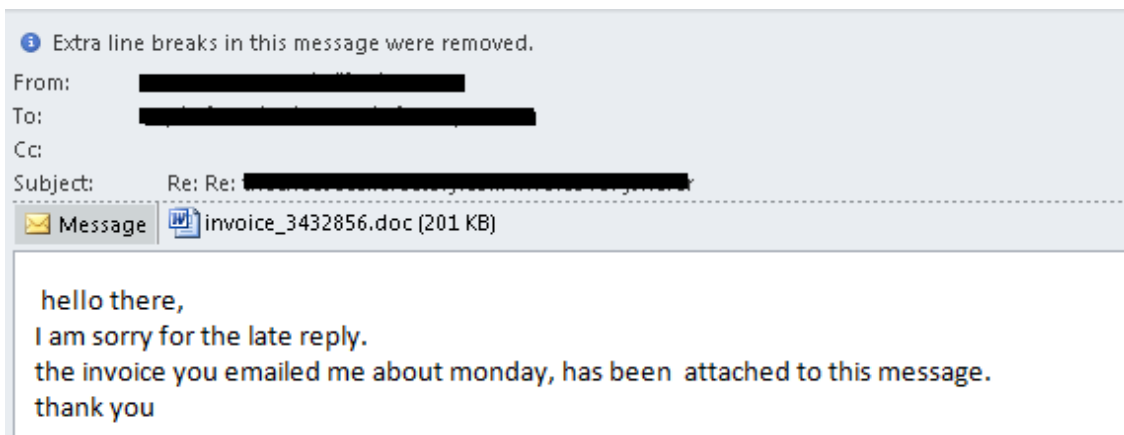 Extra line breaks in this message were removed.
From:
To:
Cc:
Subject: Re: Re:
Message invoice_3432856.doc (201 KB)
hello there,
I am sorry for the late reply.
the invoice you emailed me about monday, has been  attached to this message.
thank you